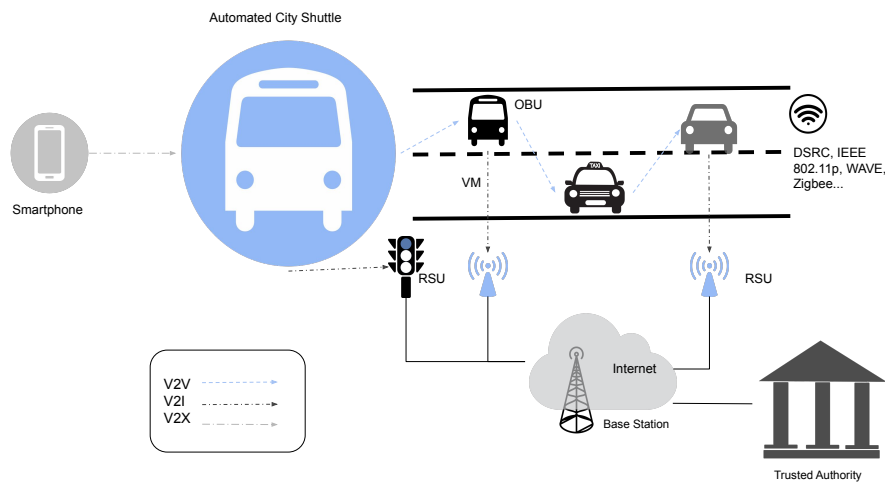 Automated City Shuttle
OBU
TAXI
DSRC, IEEE
802.11p, WAVE,
Zigbee...
VM
Smartphone
RSU
RSU
Internet
Base Station
V2V
V2I
V2X
Trusted Authority